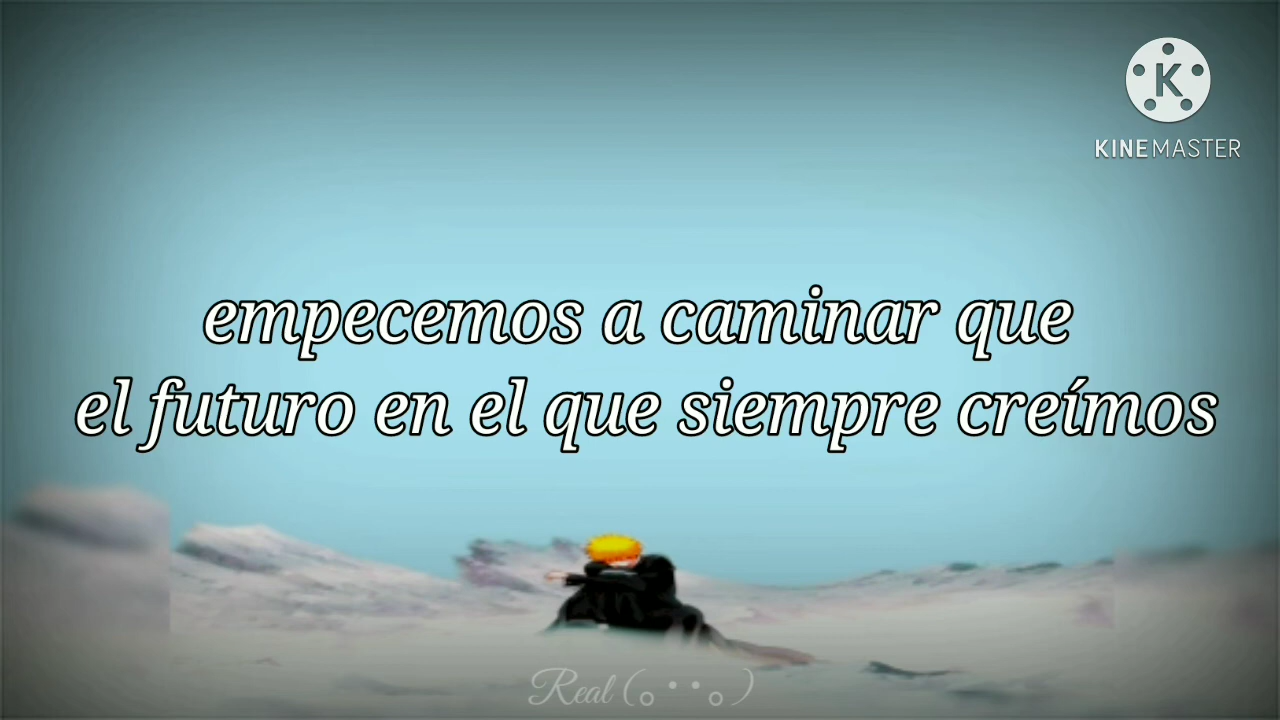 KINEMASTER
empecemos a caminar que
el futuro en el que siempre creímos
Real (｡··｡)